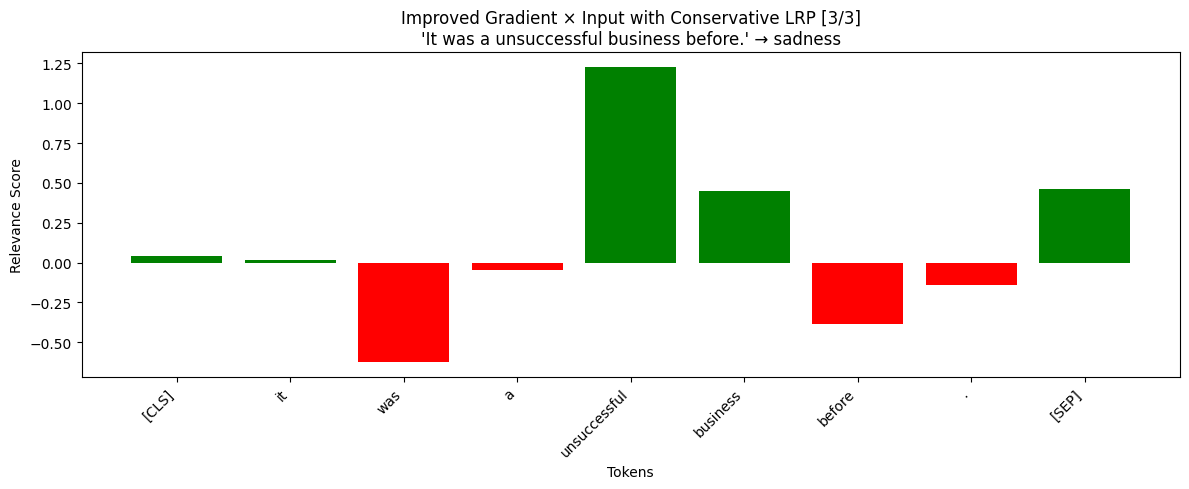 Improved Gradient × Input with Conservative LRP [3/3]
'It was a unsuccessful business before.' → sadness
Relevance Score
1.25
1.00
0.75
0.50
0.25
0.00
−0.25
−0.50
[CLS]
it
was
a
unsuccessful
business
before
.
[SEP]
Tokens